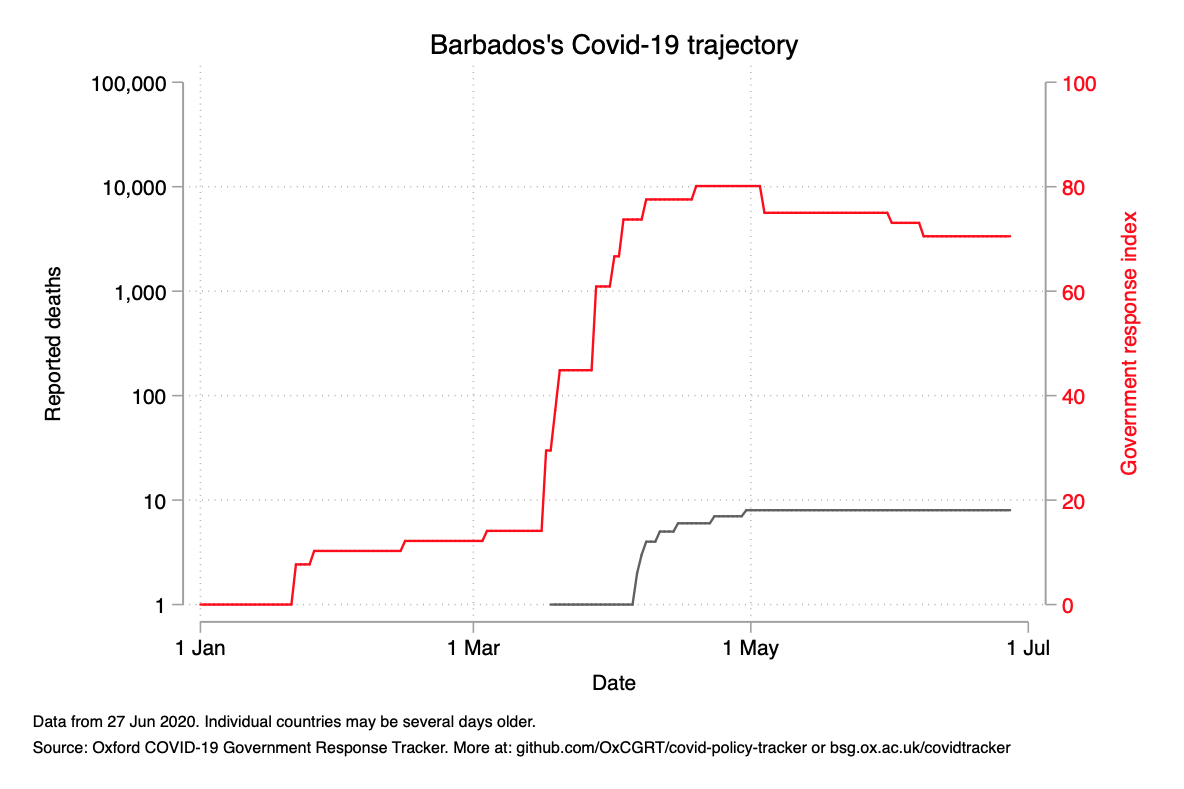 Barbados's Covid-19 trajectory
100,000
10,000
1,000
100
10
1
Reported deaths
100
80
60
40
20
0
Government response index
1 Jan
1 Mar
1 May
1 Jul
Date
Data from 27 Jun 2020. Individual countries may be several days older.
Source: Oxford COVID-19 Government Response Tracker. More at: github.com/OxCGRT/covid-policy-tracker or bsg.ox.ac.uk/covidtracker